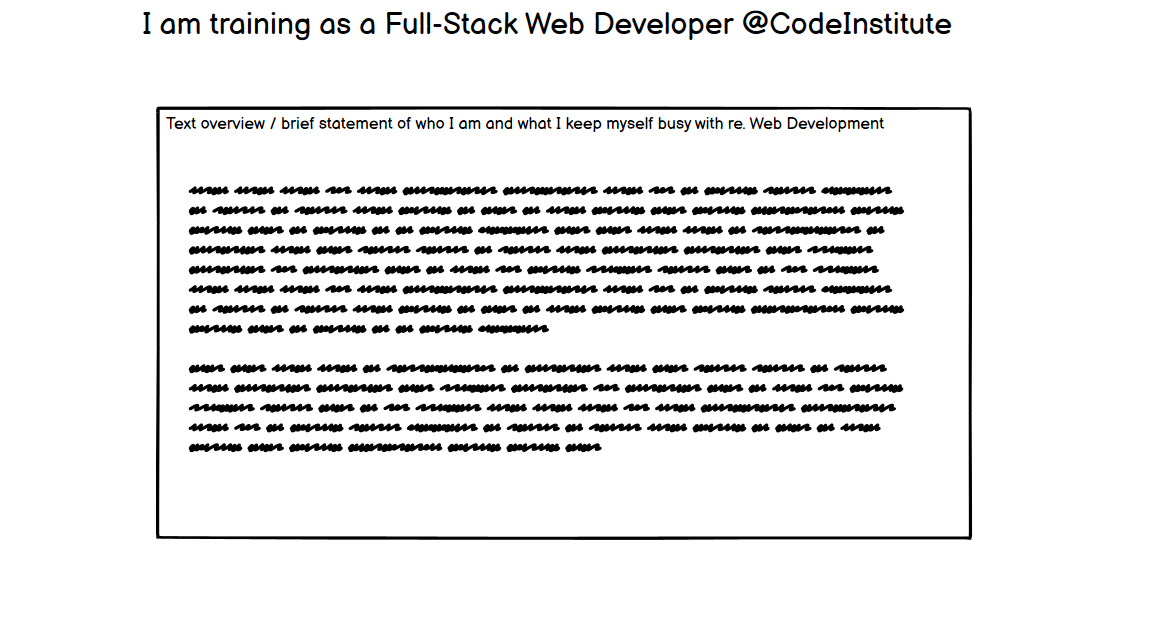 I am training as a Full-Stack Web Developer @CodeInstitute
Text overview / brief statement of who I am and what I keep myself busy with re. Web Development